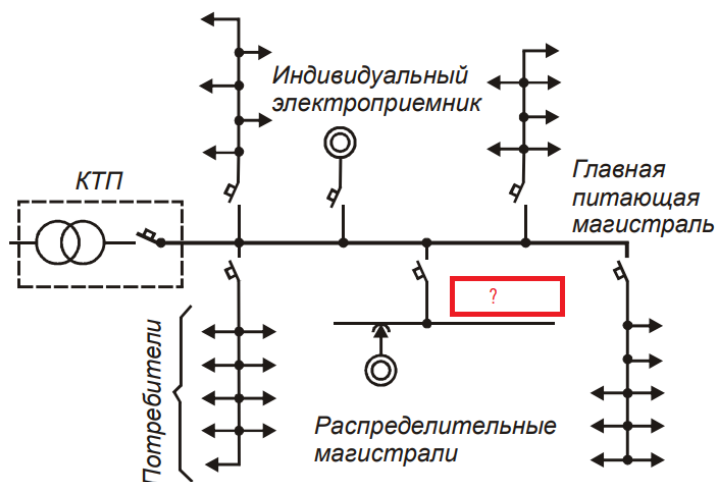 Индивидуальный
электроприемник
КТП
Главная
питающая
магистраль
?
Потребители
Распределительные
магистрали